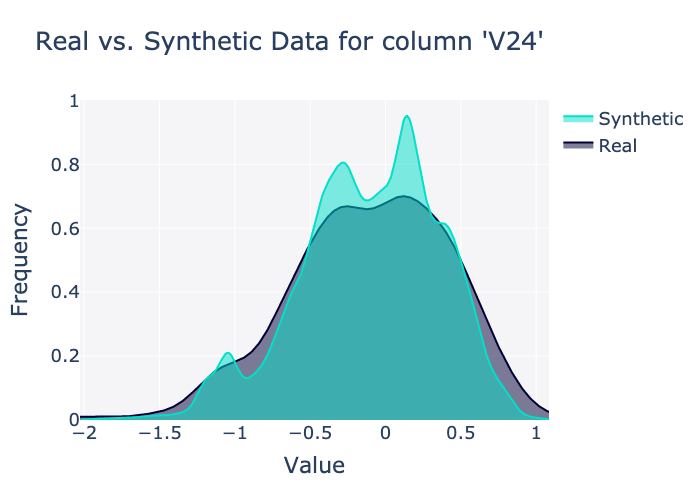 Real vs. Synthetic Data for column 'V24'
Synthetic
Real
1
0.8
0.6
0.4
0.2
0
Frequency
−2 −1.5 −1 −0.5 0 0.5 1
Value